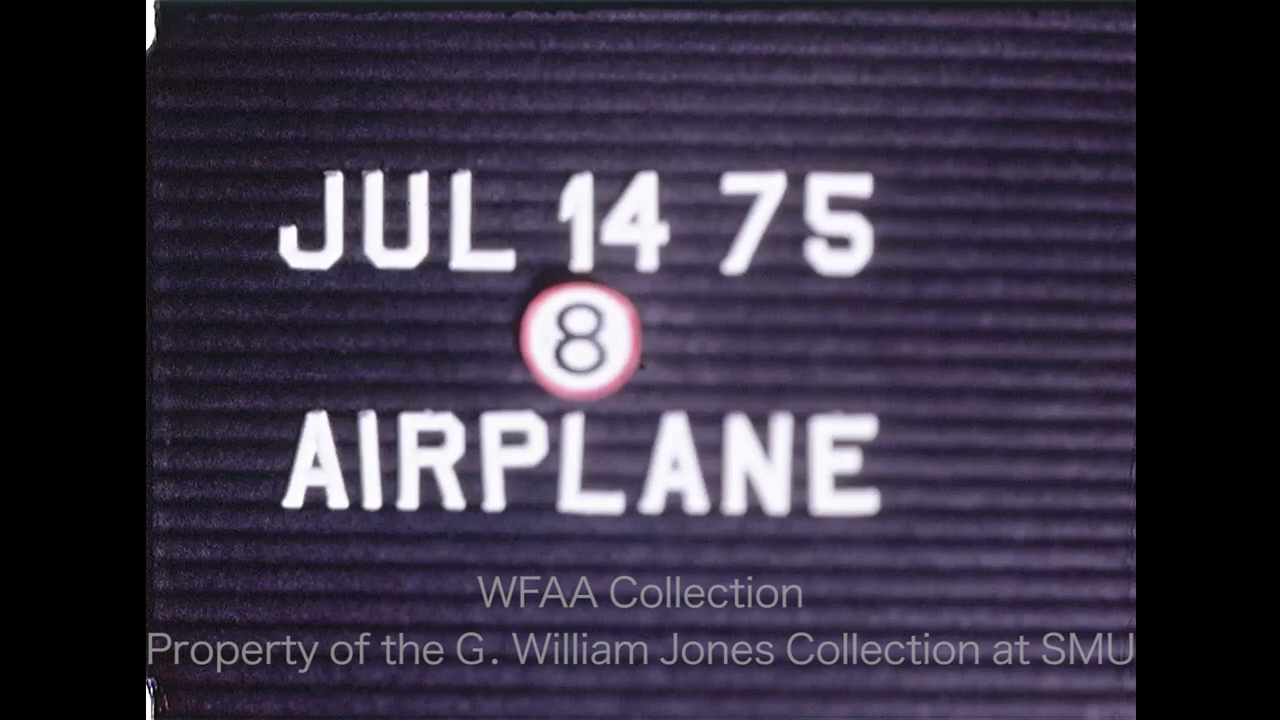 JUL 14 75
8
AIRPLANE
WFAA Collection
Property of the G. William Jones Collection at SMU